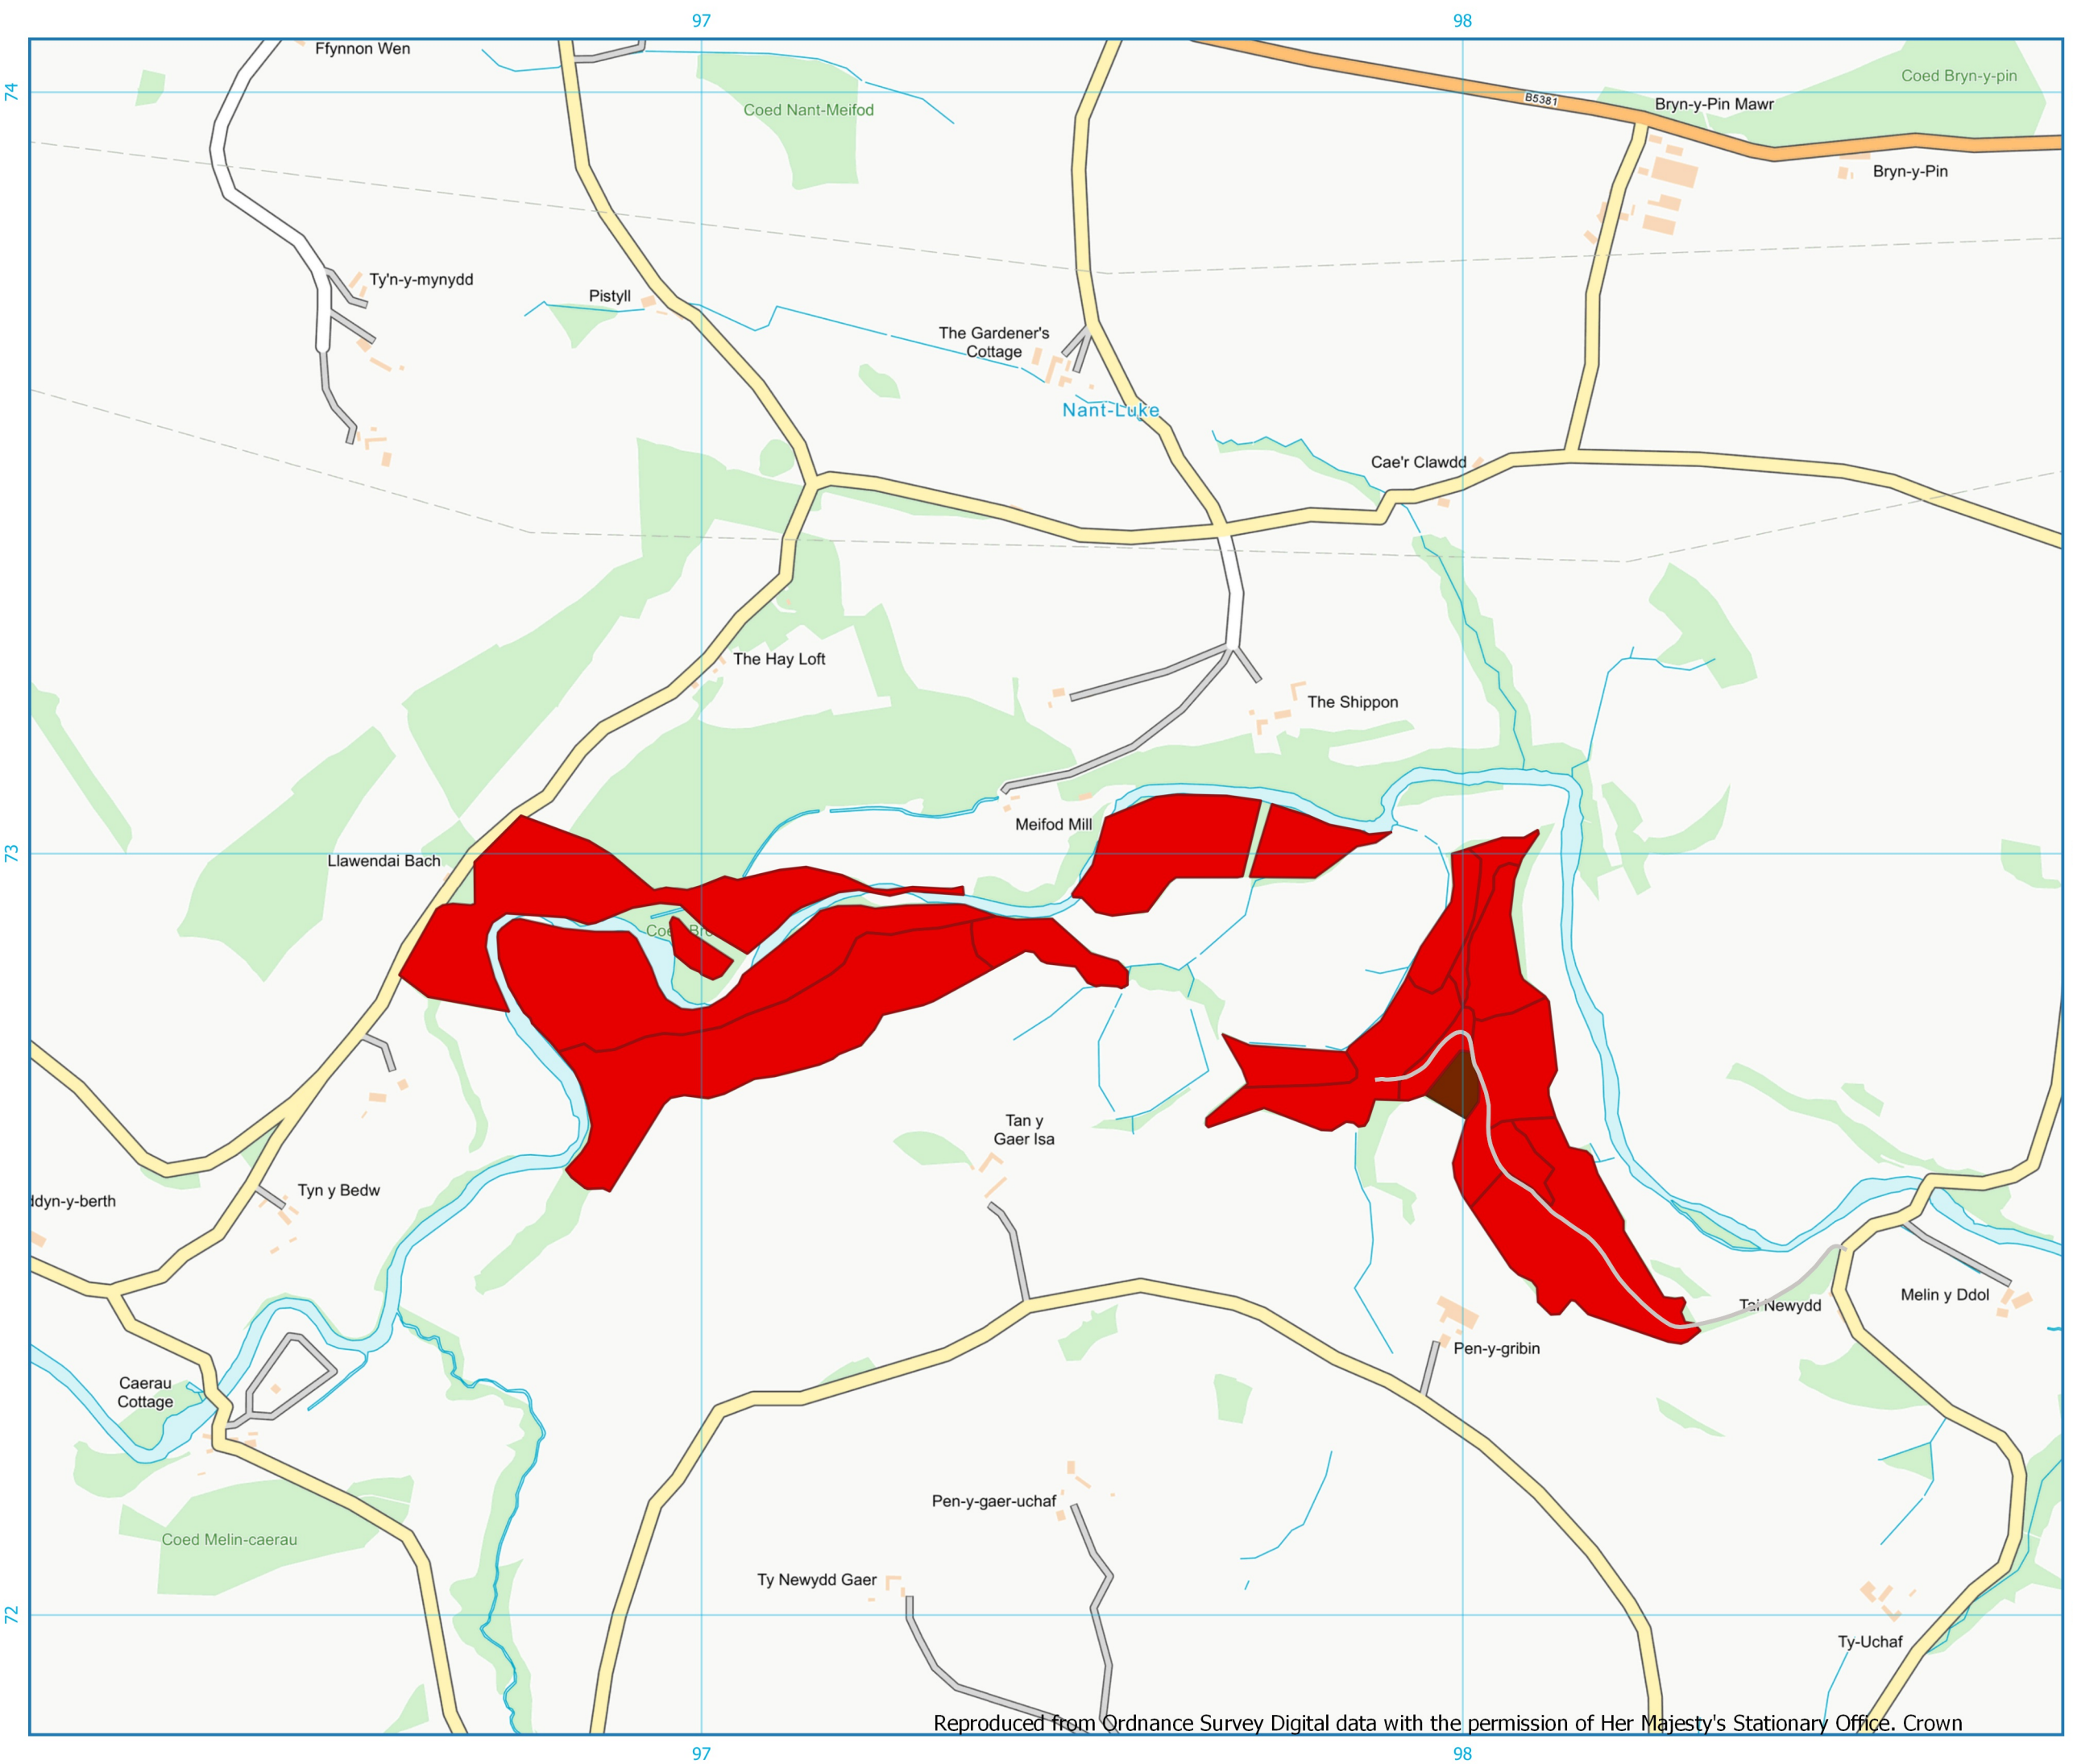 97
98
Ffynnon Wen
74
Coed Nant-Meifod
Coed Bryn-y-pin
B5381
Bryn-y-Pin Mawr
Bryn-y-Pin
Ty'n-y-mynydd
Pistyll
The Gardener's
Cottage
Nant-Luke
Cae'r Clawdd
The Hay Loft
The Shippon
Meifod Mill
73
Llawendai Bach
Tan y
Gaer Isa
Tyn y Bedw
ddyn-y-berth
Melin y Ddol
Tai Newydd
Pen-y-gribin
Caerau
Cottage
Pen-y-gaer-uchaf
Coed Melin-caerau
Ty Newydd Gaer
72
Ty-Uchaf
Reproduced from Ordnance Survey Digital data with the permission of Her Majesty's Stationary Office. Crown
97
98